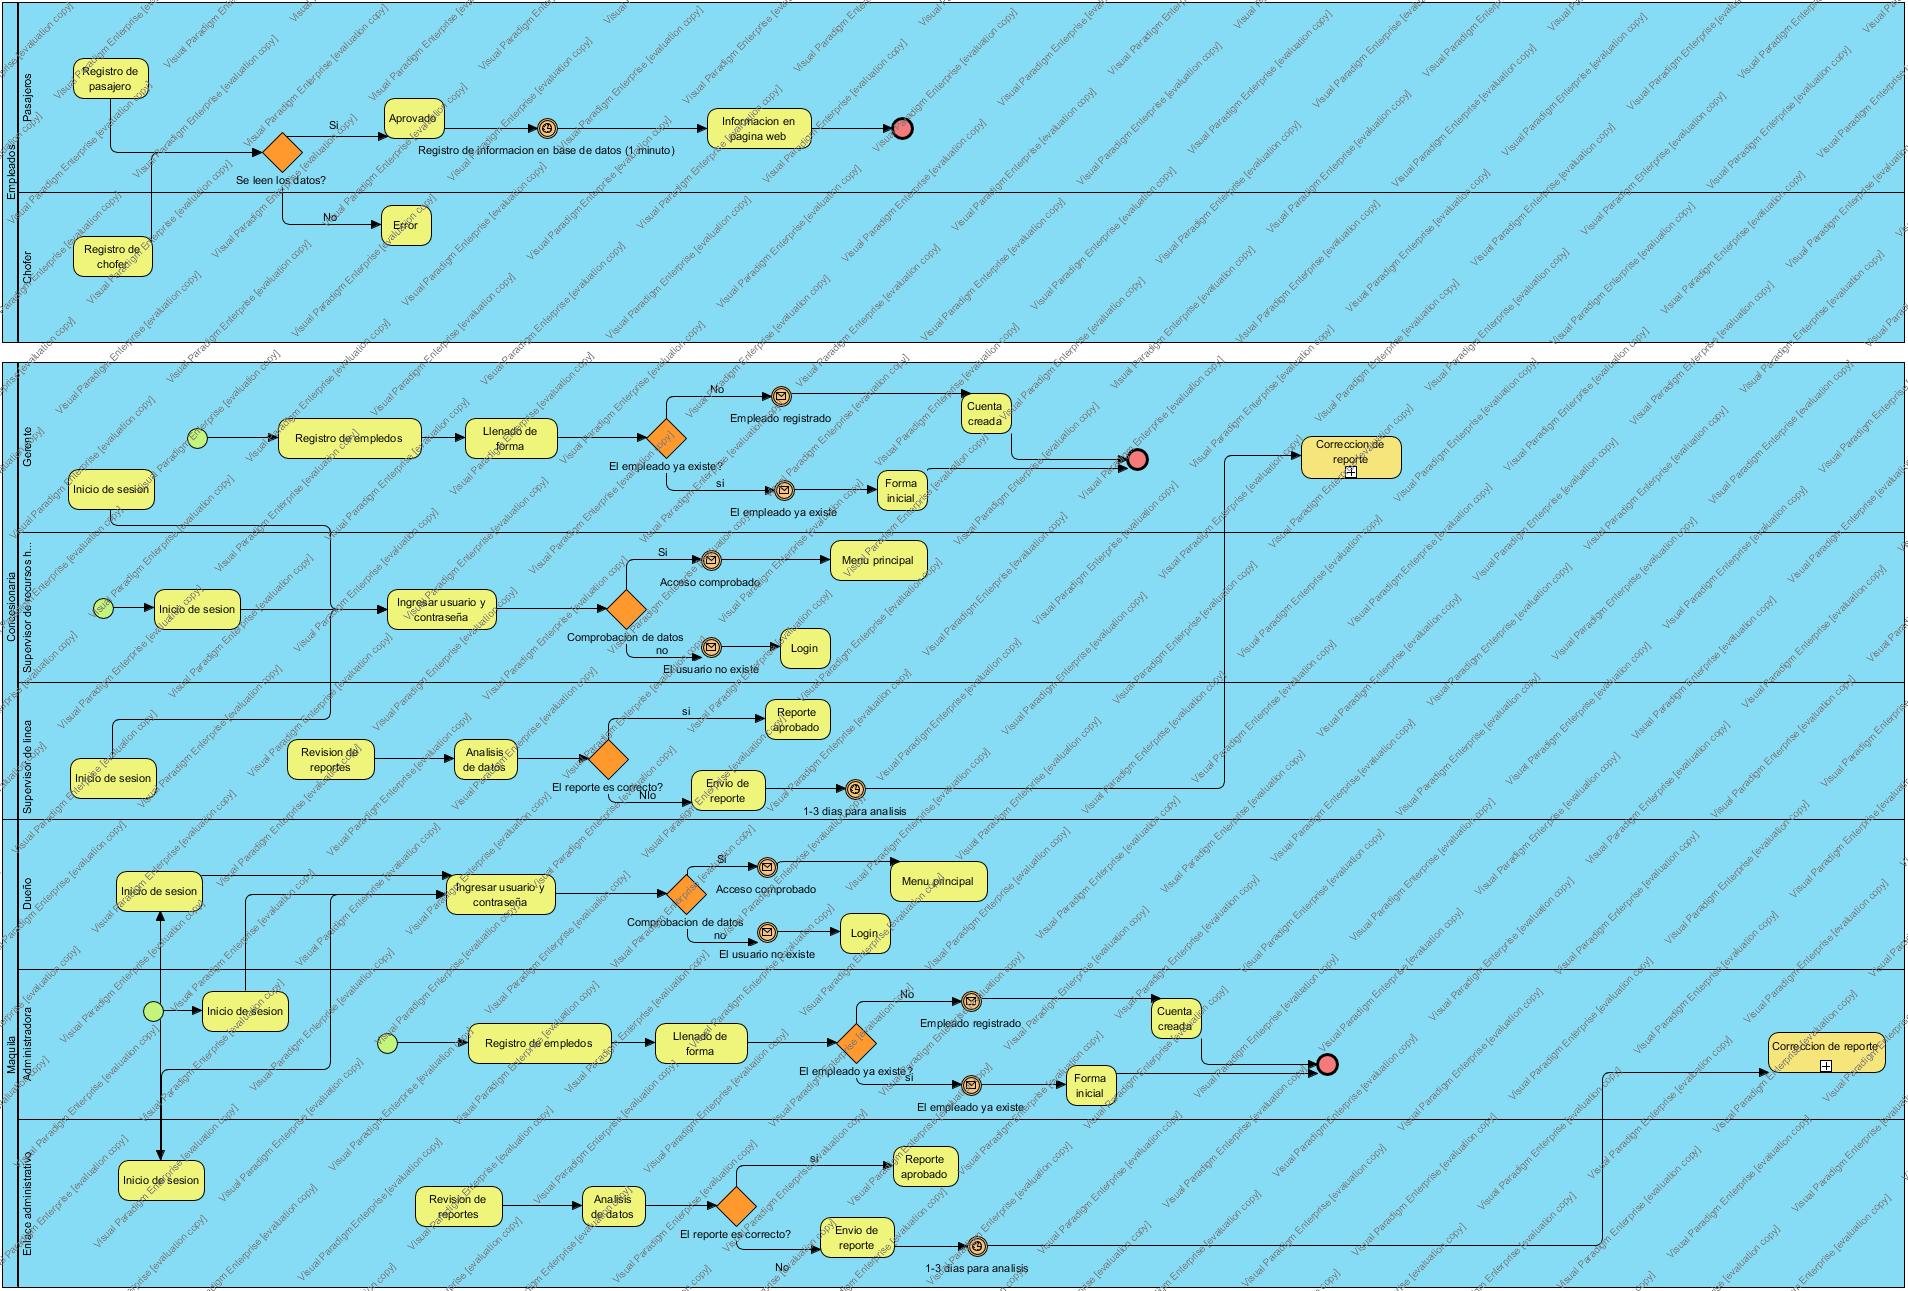 Empleados
Pasajeros
Registro de
pasajero
Si
Aprovado
Registro de informacion en base de datos (1 minuto)
Informacion en
pagina web
Se leen los datos?
Chofer
No
Error
Registro de
chofer
Concesionaria
Gerente
Registro de empledos
Llenado de
forma
El empleado ya existe?
No
Empleado registrado
Cuenta
creada
si
El empleado ya existe
Forma
inicial
Inicio de sesion
Correccion de
reporte
Supervisor de recursos h...
Inicio de sesion
Ingresar usuario y
contraseña
Comprobacion de datos
Si
Acceso comprobado
Menu principal
no
El usuario no existe
Login
Supervisor de linea
Inicio de sesion
Revision de
reportes
Analisis
de datos
El reporte es correcto?
si
Reporte
aprobado
NIo
Envio de
reporte
1-3 dias para analisis
Maquila
Dueño
Inicio de sesion
Ingresar usuario y
contraseña
Comprobacion de datos
Si
Acceso comprobado
Menu principal
no
El usuario no existe
Login
Administradora
Inicio de sesion
Registro de empledos
Llenado de
forma
El empleado ya existe?
No
Empleado registrado
Cuenta
creada
si
El empleado ya existe
Forma
inicial
Correccion de reporte
Enlace administrativo
Inicio de sesion
Revision de
reportes
Analisis
de datos
El reporte es correcto?
si
Reporte
aprobado
No
Envio de
reporte
1-3 dias para analisis
Visual Paradigm Enterprise [evaluation copy]